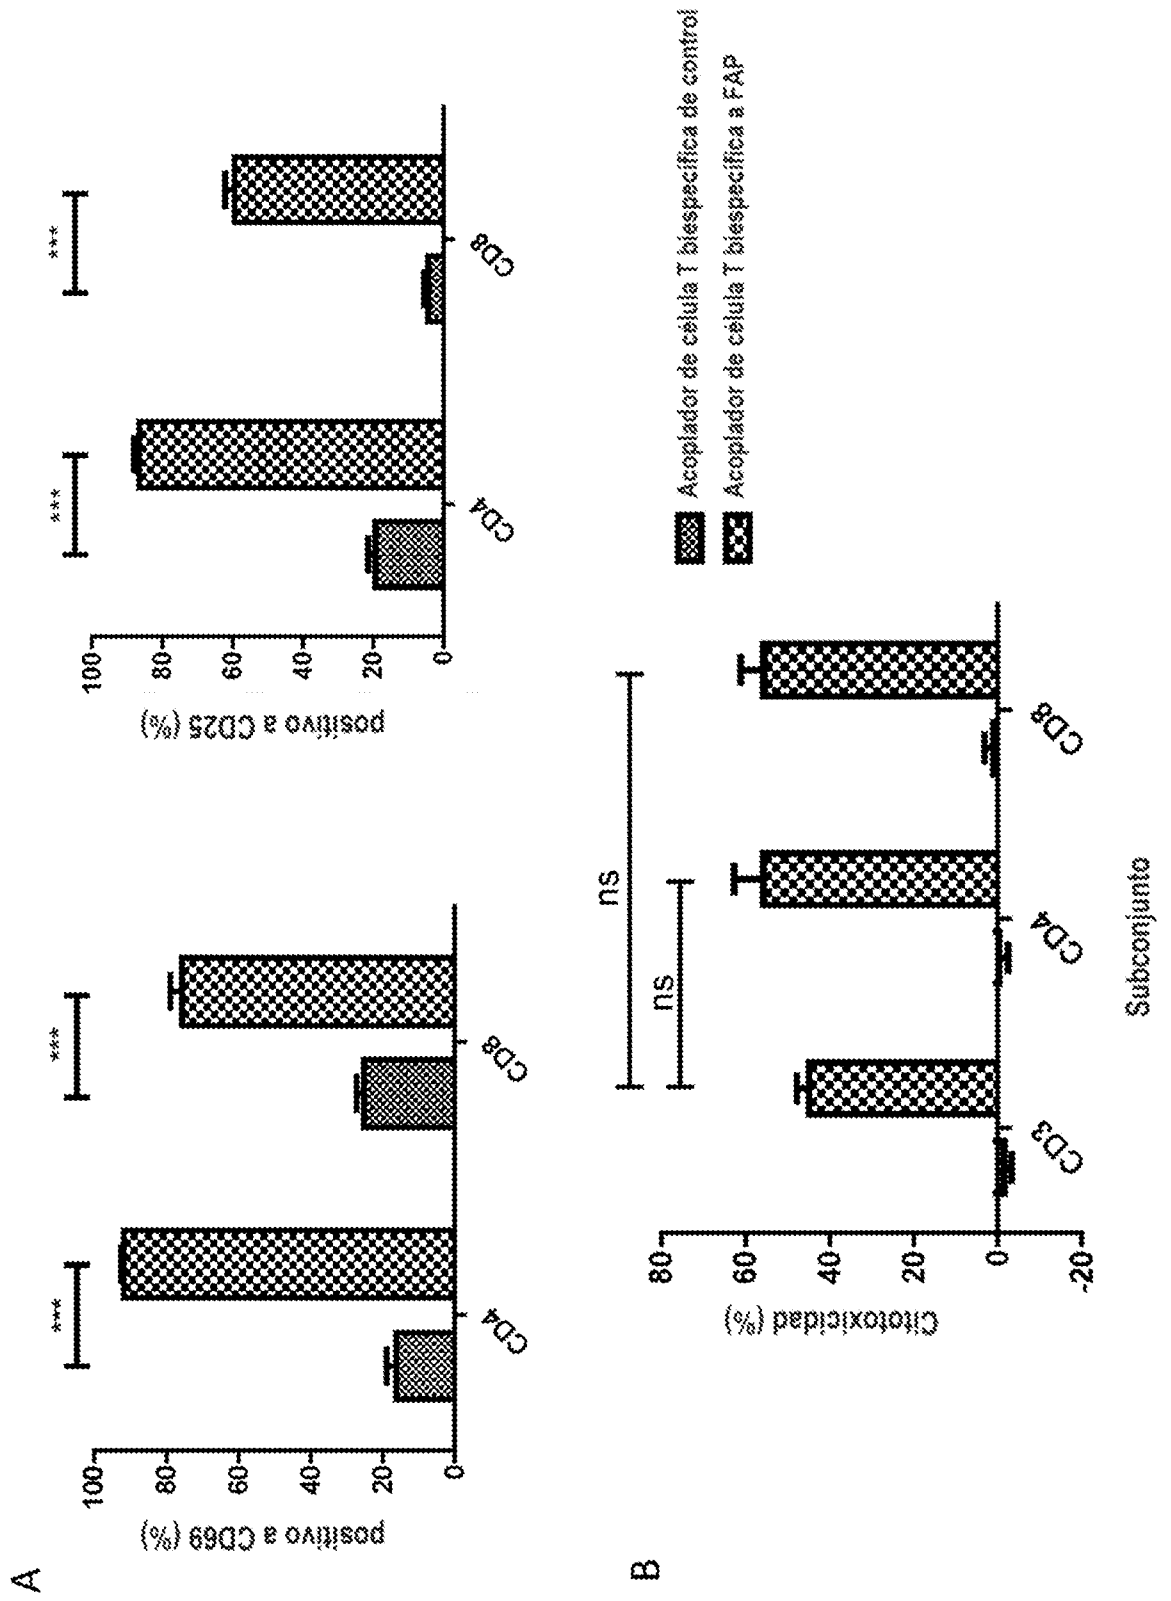 A
positivo a CD69 (%)
100
80
60
40
20
0
***
***
CD4
CD8
positivo a CD25 (%)
100
80
60
40
20
0
***
***
CD4
CD8
B
Citotoxicidad (%)
80
60
40
20
0
-20
ns
ns
CD3
CD4
CD8
Subconjunto
Acoplador de célula T biespecífica de control
Acoplador de célula T biespecífica a FAP